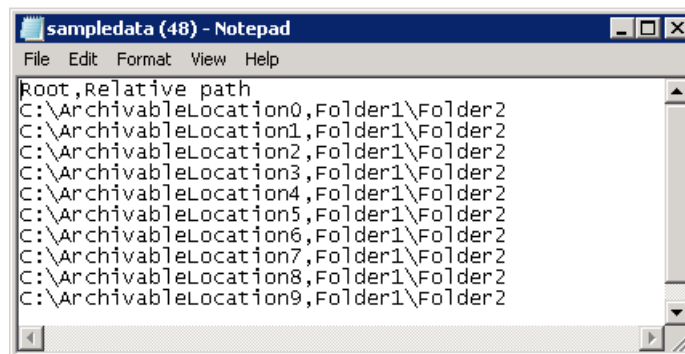 sampledata (48) - Notepad
File Edit Format View Help
Root,Relative path
C:\ArchivableLocation0,Folder1\Folder2
C:\ArchivableLocation1,Folder1\Folder2
C:\ArchivableLocation2,Folder1\Folder2
C:\ArchivableLocation3,Folder1\Folder2
C:\ArchivableLocation4,Folder1\Folder2
C:\ArchivableLocation5,Folder1\Folder2
C:\ArchivableLocation6,Folder1\Folder2
C:\ArchivableLocation7,Folder1\Folder2
C:\ArchivableLocation8,Folder1\Folder2
C:\ArchivableLocation9,Folder1\Folder2